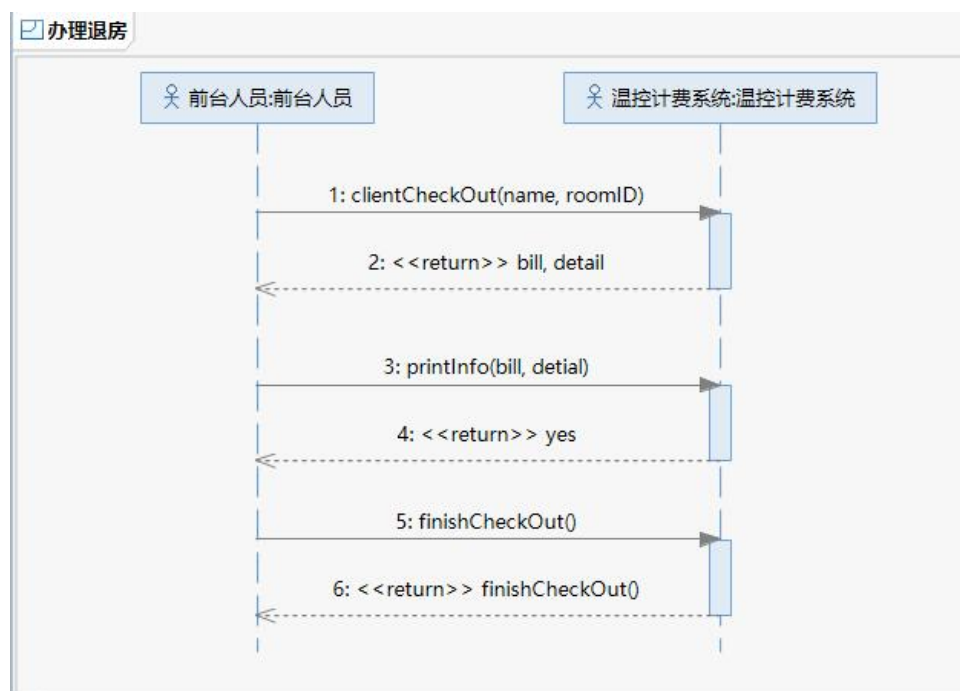 办理退房
前台人员:前台人员
温控计费系统:温控计费系统
1: clientCheckOut(name, roomID)
2: <<return>> bill, detail
3: printInfo(bill, detial)
4: <<return>> yes
5: finishCheckOut()
6: <<return>> finishCheckOut()